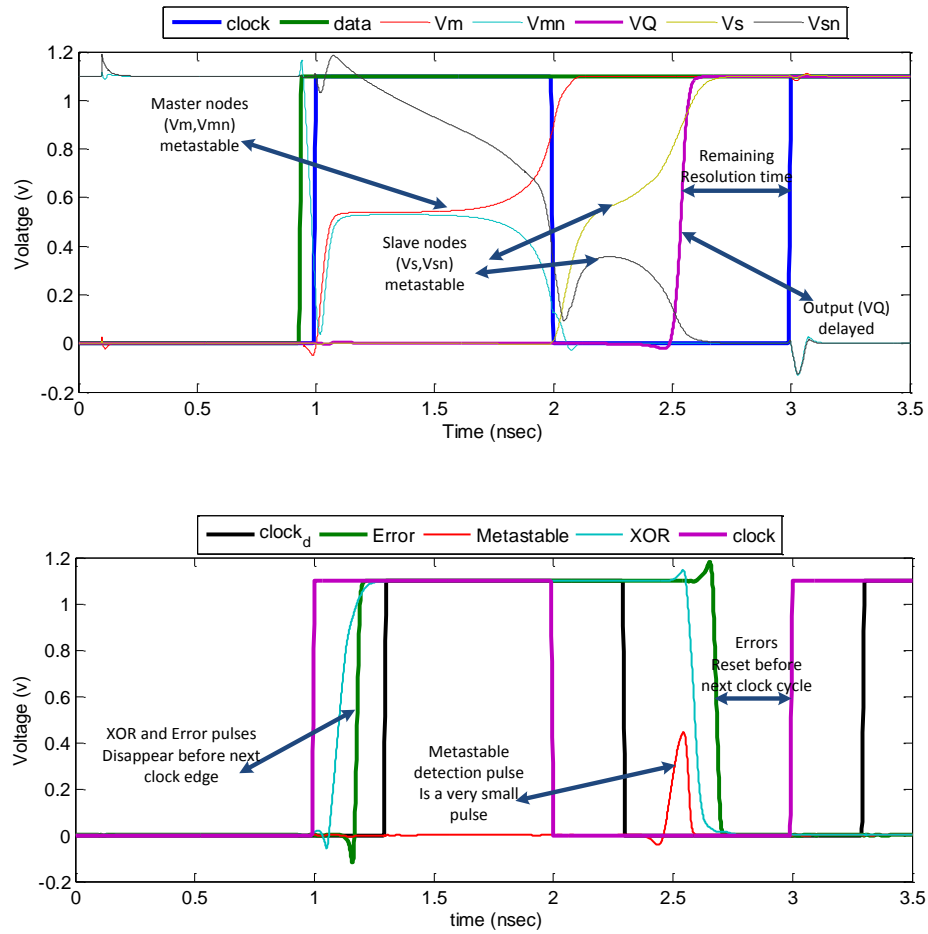 clock data Vm Vmn VQ Vs Vsn
1.2
1
0.8
0.6
0.4
0.2
0
-0.2
Volatge (v)
Master nodes
(Vm,Vmn)
metastable
Slave nodes
(Vs,Vsn)
metastable
Remaining
Resolution time
Output (VQ)
delayed
0 0.5 1 1.5 2 2.5 3 3.5
Time (nsec)
clockd Error Metastable XOR clock
1.2
1
0.8
0.6
0.4
0.2
0
-0.2
Voltage (v)
XOR and Error pulses
Disappear before next
clock edge
Metastable
detection pulse
Is a very small
pulse
Errors
Reset before
next clock cycle
0 0.5 1 1.5 2 2.5 3 3.5
time (nsec)